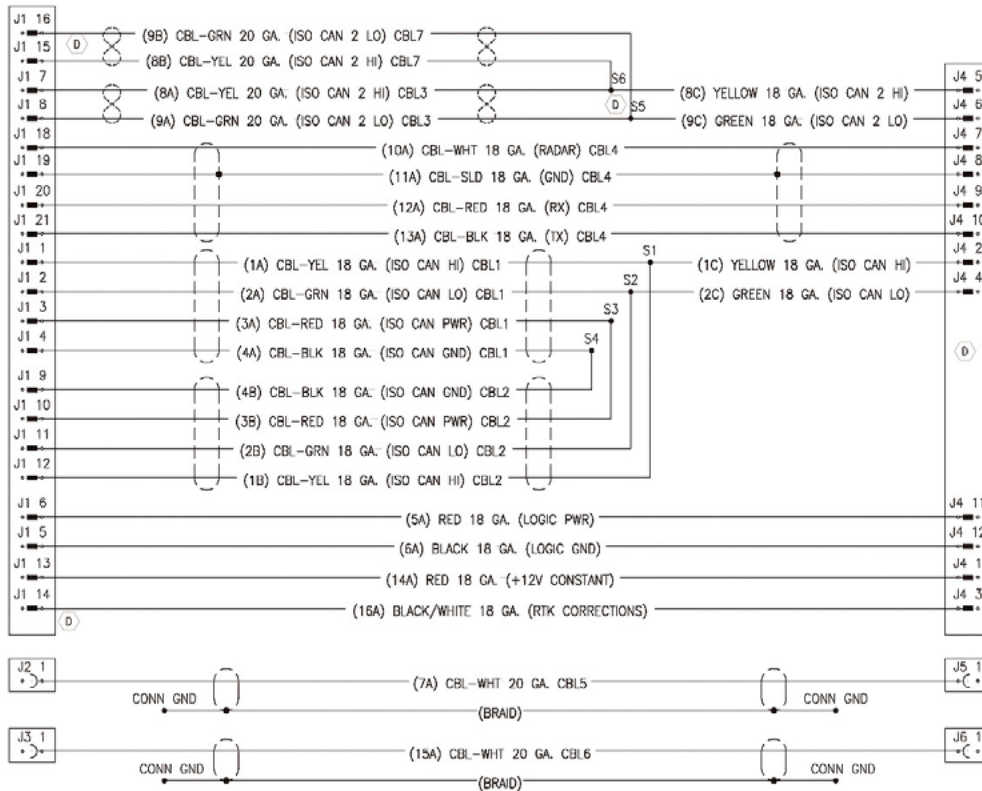 J1 16
(9B) CBL-GRN 20 GA. (ISO CAN 2 LO) CBL7
J1 15
D
(8B) CBL-YEL 20 GA. (ISO CAN 2 HI) CBL7
J1 7
S6
J4 5
(8A) CBL-YEL 20 GA. (ISO CAN 2 HI) CBL3
(8C) YELLOW 18 GA. (ISO CAN 2 HI)
J1 8
D
S5
J4 6
(9A) CBL-GRN 20 GA. (ISO CAN 2 LO) CBL3
(9C) GREEN 18 GA. (ISO CAN 2 LO)
J1 18
J4 7
(10A) CBL-WHT 18 GA. (RADAR) CBL4
J1 19
J4 8
(11A) CBL-SLD 18 GA. (GND) CBL4
J1 20
J4 9
(12A) CBL-RED 18 GA. (RX) CBL4
J1 21
J4 10
(13A) CBL-BLK 18 GA. (TX) CBL4
J1 1
S1
J4 2
(1A) CBL-YEL 18 GA. (ISO CAN HI) CBL1
(1C) YELLOW 18 GA. (ISO CAN HI)
J1 2
S2
J4 4
(2A) CBL-GRN 18 GA. (ISO CAN LO) CBL1
(2C) GREEN 18 GA. (ISO CAN LO)
J1 3
S3
(3A) CBL-RED 18 GA. (ISO CAN PWR) CBL1
J1 4
S4
(4A) CBL-BLK 18 GA. (ISO CAN GND) CBL1
D
J1 9
(4B) CBL-BLK 18 GA. (ISO CAN GND) CBL2
J1 10
(3B) CBL-RED 18 GA. (ISO CAN PWR) CBL2
J1 11
(2B) CBL-GRN 18 GA. (ISO CAN LO) CBL2
J1 12
(1B) CBL-YEL 18 GA. (ISO CAN HI) CBL2
J1 6
J4 11
(5A) RED 18 GA. (LOGIC PWR)
J1 5
J4 12
(6A) BLACK 18 GA. (LOGIC GND)
J1 13
J4 1
(14A) RED 18 GA. (+12V CONSTANT)
J1 14
J4 3
(16A) BLACK/WHITE 18 GA. (RTK CORRECTIONS)
D
J2 1
J5 1
(7A) CBL-WHT 20 GA. CBL5
CONN GND
CONN GND
(BRAID)
J3 1
J6 1
(15A) CBL-WHT 20 GA. CBL6
CONN GND
CONN GND
(BRAID)